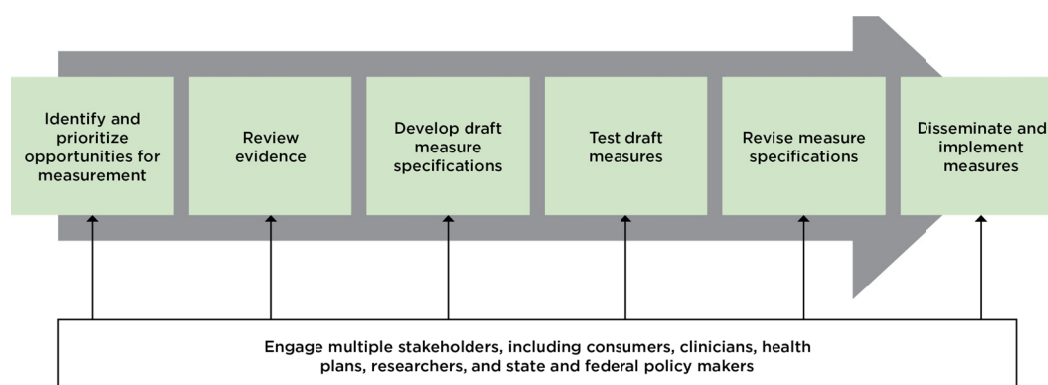 Identify and
prioritize
opportunities for
measurement
Review
evidence
Develop draft
measure
specifications
Test draft
measures
Revise measure
specifications
Disseminate and
implement
measures
Engage multiple stakeholders, including consumers, clinicians, health
plans, researchers, and state and federal policy makers